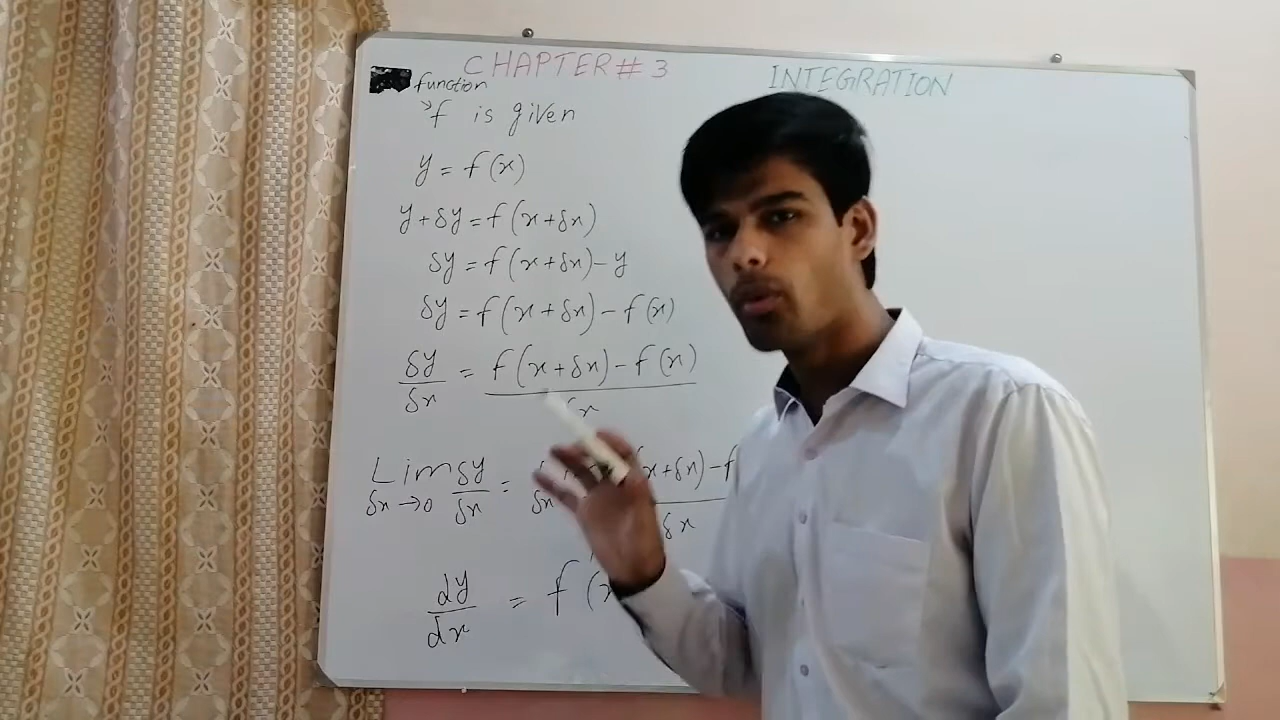 CHAPTER # 3 INTEGRATION
function
f is given
y = f(x)
y + δy = f(x + δx)
δy = f(x + δx) - y
δy = f(x + δx) - f(x)
δy/δx = f(x + δx) - f(x)/δx
Lim δx→0 δy/δx = x + δx) - f/δx
dy/dx = f(x